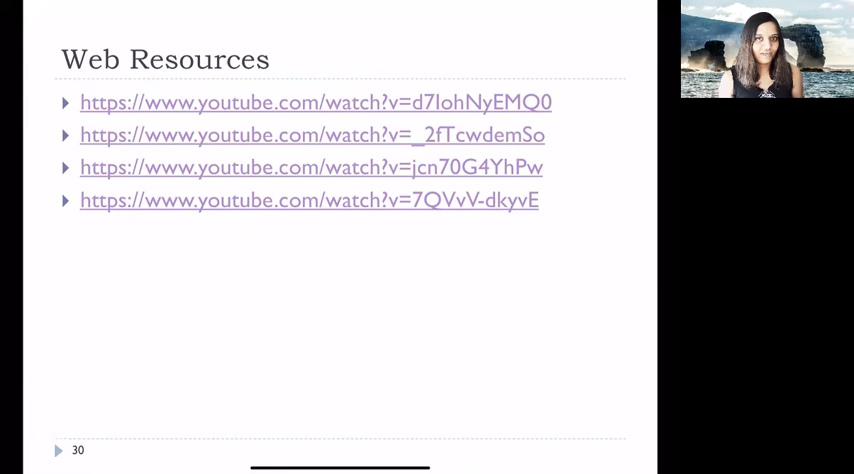 Web Resources
https://www.youtube.com/watch?v=d7IohNyEMQ0
https://www.youtube.com/watch?v=_2fTcwdemSo
https://www.youtube.com/watch?v=jcn70G4YhPw
https://www.youtube.com/watch?v=7QVvV-dkyvE
30